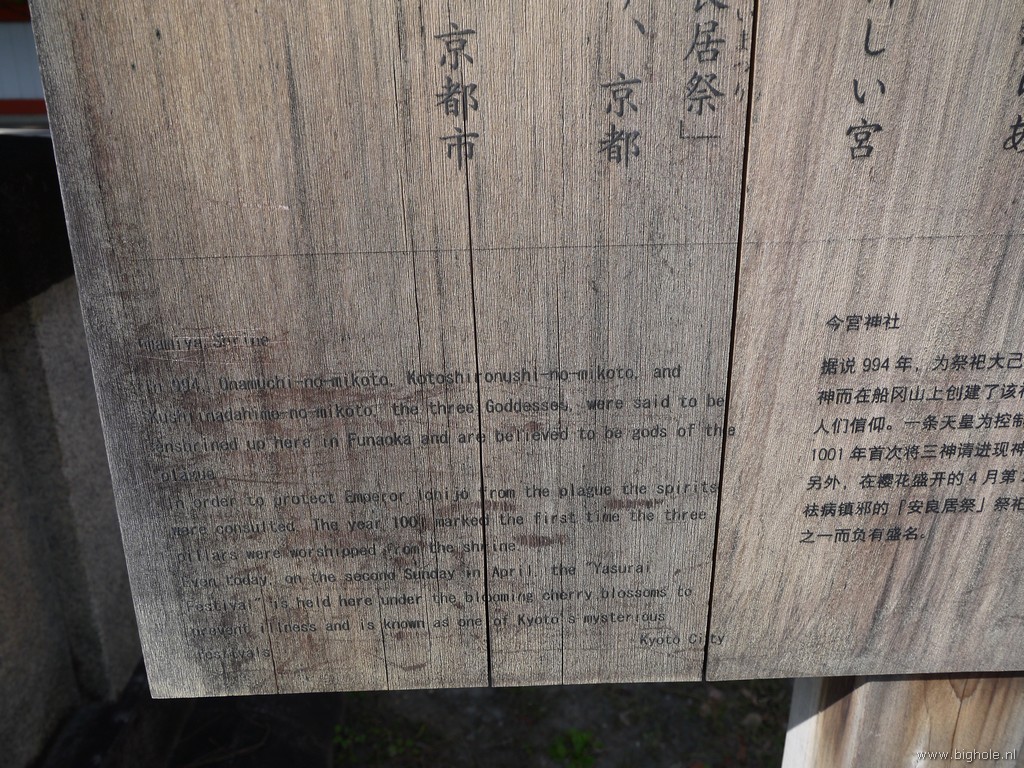 京都市
、京都
良居祭」
しい宮
Imamiya Shrine
In 994, Onamuchi-no-mikoto, Kotoshironushi-no-mikoto, and
Kushiinadahime-no-mikoto, the three Goddesses, were said to be
enshrined up here in Funaoka and are believed to be gods of the
plague.
In order to protect Emperor Ichijo from the plague the spirits
were consulted. The year 1001 marked the first time the three
pillars were worshipped from the shrine.
Even today, on the second Sunday in April, the "Yasurai
Festival" is held here under the blooming cherry blossoms to
prevent illness and is known as one of Kyoto's mysterious
festivals.
Kyoto City
今宫神社
据说 994 年，为祭祀大己
神而在船冈山上创建了该
人们信仰。一条天皇为控制
1001 年首次将三神请进现神
另外，在樱花盛开的 4 月第
祛病镇邪的「安良居祭」祭祀
之一而负有盛名。
www.bighole.nl